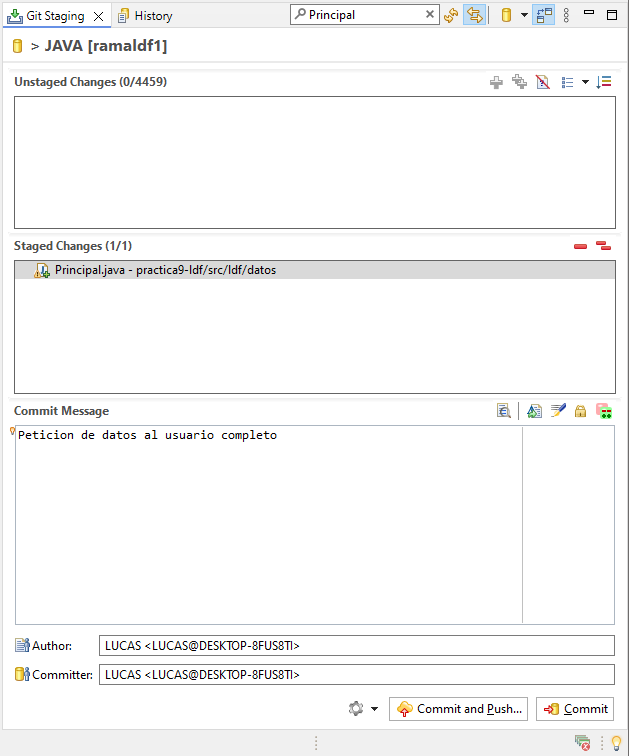 Git Staging
History
Principal
> JAVA [ramaldf1]
Unstaged Changes (0/4459)
Staged Changes (1/1)
Principal.java - practica9-ldf/src/ldf/datos
Commit Message
Peticion de datos al usuario completo
Author:
LUCAS <LUCAS@DESKTOP-8FUS8TI>
Committer:
LUCAS <LUCAS@DESKTOP-8FUS8TI>
Commit and Push...
Commit